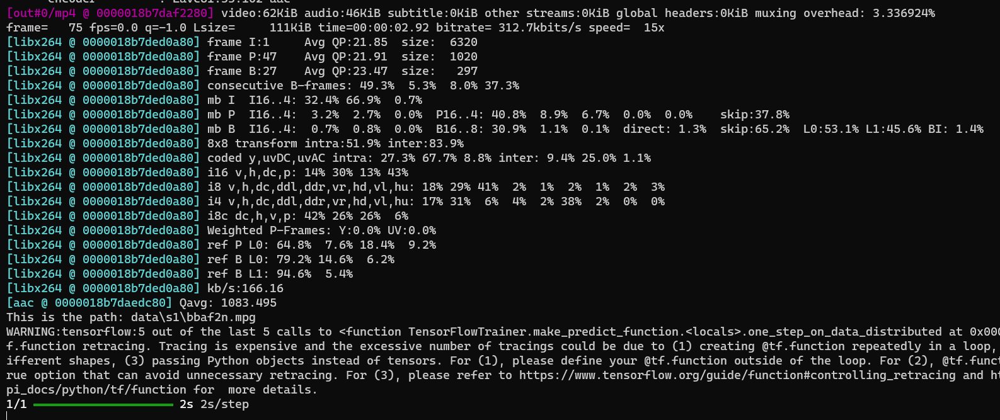 [out#0/mp4 @ 0000018b7daf2280] video:62KiB audio:46KiB subtitle:0KiB other streams:0KiB global headers:0KiB muxing overhead: 3.336924%
frame=   75 fps=0.0 q=-1.0 Lsize=     111KiB time=00:00:02.92 bitrate= 312.7kbits/s speed=  15x
[libx264 @ 0000018b7ded0a80] frame I:1     Avg QP:21.85  size:  6320
[libx264 @ 0000018b7ded0a80] frame P:47    Avg QP:21.91  size:  1020
[libx264 @ 0000018b7ded0a80] frame B:27    Avg QP:23.47  size:   297
[libx264 @ 0000018b7ded0a80] consecutive B-frames: 49.3%  5.3%  8.0% 37.3%
[libx264 @ 0000018b7ded0a80] mb I  I16..4: 32.4% 66.9%  0.7%
[libx264 @ 0000018b7ded0a80] mb P  I16..4:  3.2%  2.7%  0.0%  P16..4: 40.8%  8.9%  6.7%  0.0%  0.0%    skip:37.8%
[libx264 @ 0000018b7ded0a80] mb B  I16..4:  0.7%  0.8%  0.0%  B16..8: 30.9%  1.1%  0.1%  direct: 1.3%  skip:65.2%  L0:53.1% L1:45.6% BI: 1.4%
[libx264 @ 0000018b7ded0a80] 8x8 transform intra:51.9% inter:83.9%
[libx264 @ 0000018b7ded0a80] coded y,uvDC,uvAC intra: 27.3% 67.7% 8.8% inter: 9.4% 25.0% 1.1%
[libx264 @ 0000018b7ded0a80] i16 v,h,dc,p: 14% 30% 13% 43%
[libx264 @ 0000018b7ded0a80] i8 v,h,dc,ddl,ddr,vr,hd,vl,hu: 18% 29% 41%  2%  1%  2%  1%  2%  3%
[libx264 @ 0000018b7ded0a80] i4 v,h,dc,ddl,ddr,vr,hd,vl,hu: 17% 31%  6%  4%  2% 38%  2%  0%  0%
[libx264 @ 0000018b7ded0a80] i8c dc,h,v,p: 42% 26% 26%  6%
[libx264 @ 0000018b7ded0a80] Weighted P-Frames: Y:0.0% UV:0.0%
[libx264 @ 0000018b7ded0a80] ref P L0: 64.8%  7.6% 18.4%  9.2%
[libx264 @ 0000018b7ded0a80] ref B L0: 79.2% 14.6%  6.2%
[libx264 @ 0000018b7ded0a80] ref B L1: 94.6%  5.4%
[libx264 @ 0000018b7ded0a80] kb/s:166.16
[aac @ 0000018b7daedc80] Qavg: 1083.495
This is the path: data\s1\bbaf2n.mpg
WARNING:tensorflow:5 out of the last 5 calls to <function TensorFlowTrainer.make_predict_function.<locals>.one_step_on_data_distributed at 0x000
f.function retracing. Tracing is expensive and the excessive number of tracings could be due to (1) creating @tf.function repeatedly in a loop,
ifferent shapes, (3) passing Python objects instead of tensors. For (1), please define your @tf.function outside of the loop. For (2), @tf.funct
rue option that can avoid unnecessary retracing. For (3), please refer to https://www.tensorflow.org/guide/function#controlling_retracing and ht
pi_docs/python/tf/function for  more details.
1/1 2s 2s/step